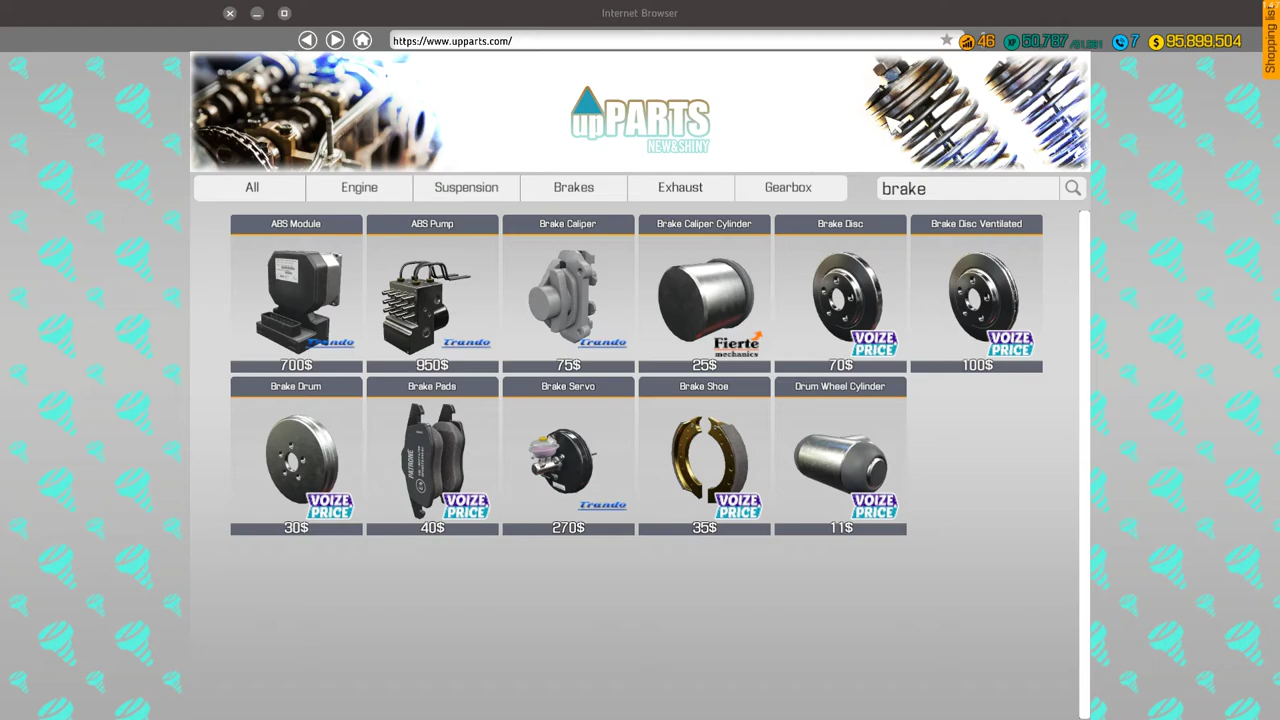 Internet Browser
https://www.upparts.com/
46
XP 50,787
7
$ 95,899,504
Shopping list
upPARTS
NEW&SHINY
All
Engine
Suspension
Brakes
Exhaust
Gearbox
brake
ABS Module
ABS Pump
Brake Caliper
Brake Caliper Cylinder
Brake Disc
Brake Disc Ventilated
Trando
Trando
Trando
Fierté
mechanics
VOIZE
PRICE
VOIZE
PRICE
700$
950$
75$
25$
70$
100$
Brake Drum
Brake Pads
Brake Servo
Brake Shoe
Drum Wheel Cylinder
VOIZE
PRICE
VOIZE
PRICE
Trando
VOIZE
PRICE
VOIZE
PRICE
30$
40$
270$
35$
11$